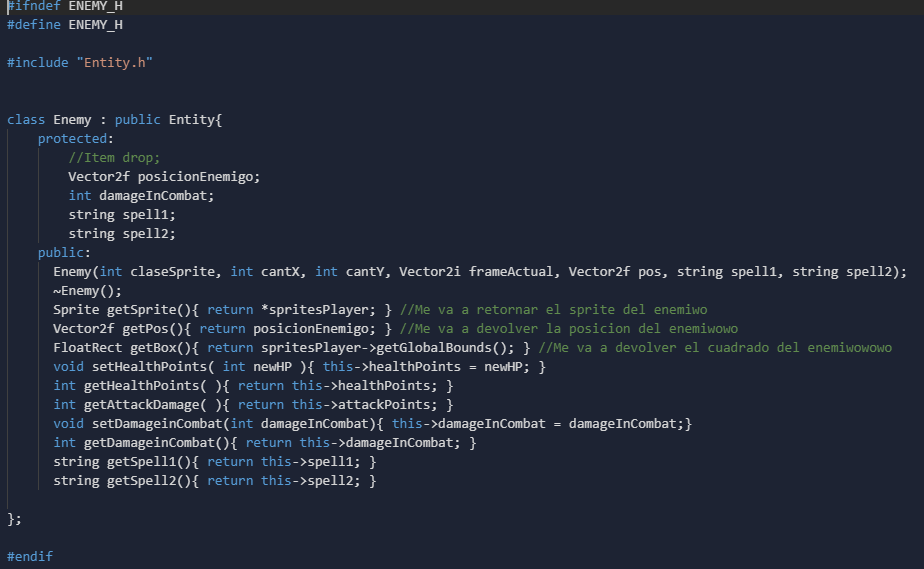 #ifndef ENEMY_H
#define ENEMY_H
#include "Entity.h"
class Enemy : public Entity{
protected:
//Item drop;
Vector2f posicionEnemigo;
int damageInCombat;
string spell1;
string spell2;
public:
Enemy(int claseSprite, int cantX, int cantY, Vector2i frameActual, Vector2f pos, string spell1, string spell2);
~Enemy();
Sprite getSprite(){ return *spritesPlayer; } //Me va a retornar el sprite del enemiwo
Vector2f getPos(){ return posicionEnemigo; } //Me va a devolver la posicion del enemiwowo
FloatRect getBox(){ return spritesPlayer->getGlobalBounds(); } //Me va a devolver el cuadrado del enemiwowowo
void setHealthPoints( int newHP ){ this->healthPoints = newHP; }
int getHealthPoints( ){ return this->healthPoints; }
int getAttackDamage( ){ return this->attackPoints; }
void setDamageinCombat(int damageInCombat){ this->damageInCombat = damageInCombat;}
int getDamageinCombat(){ return this->damageInCombat; }
string getSpell1(){ return this->spell1; }
string getSpell2(){ return this->spell2; }
};
#endif